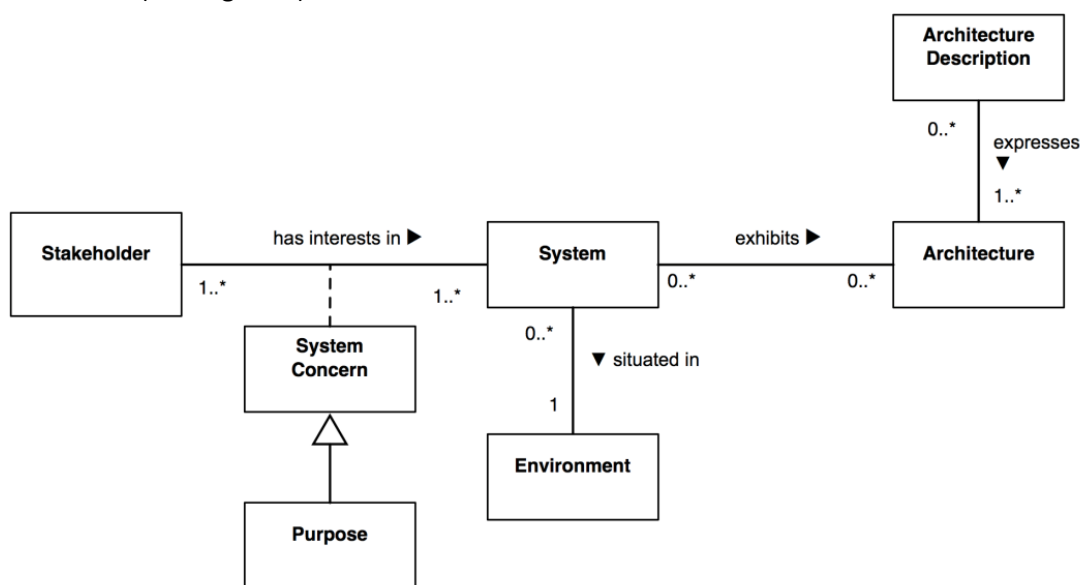 Architecture
Description
0..*
expresses
▼
1..*
Stakeholder
has interests in ▶
System
exhibits ▶
Architecture
1..*
1..*
0..*
0..*
System
Concern
0..*
▼ situated in
1
Environment
Purpose